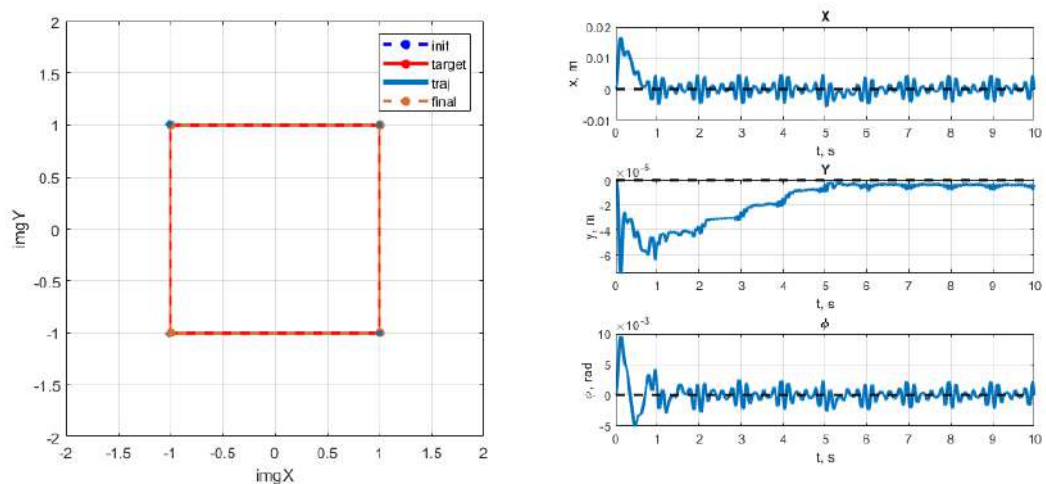 2
1.5
1
0.5
0
-0.5
-1
-1.5
-2
imgY
-2 -1.5 -1 -0.5 0 0.5 1 1.5 2
imgX
init
target
traj
final
X
0.02
0.01
0
-0.01
x, m
0 1 2 3 4 5 6 7 8 9 10
t, s
×10⁻⁵
Y
0
-2
-4
-6
y, m
0 1 2 3 4 5 6 7 8 9 10
t, s
×10⁻³
ϕ
10
5
0
-5
φ, rad
0 1 2 3 4 5 6 7 8 9 10
t, s